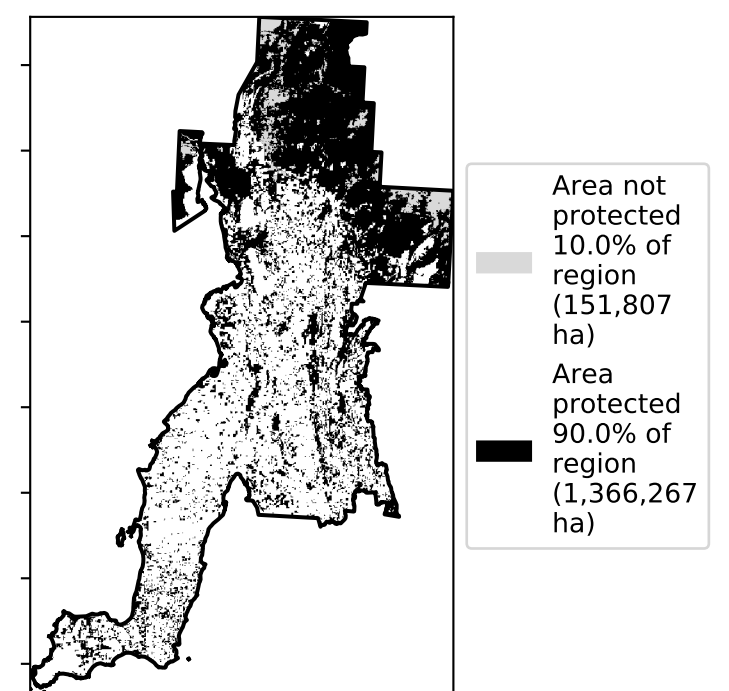 Area not
protected
10.0% of
region
(151,807
ha)
Area
protected
90.0% of
region
(1,366,267
ha)